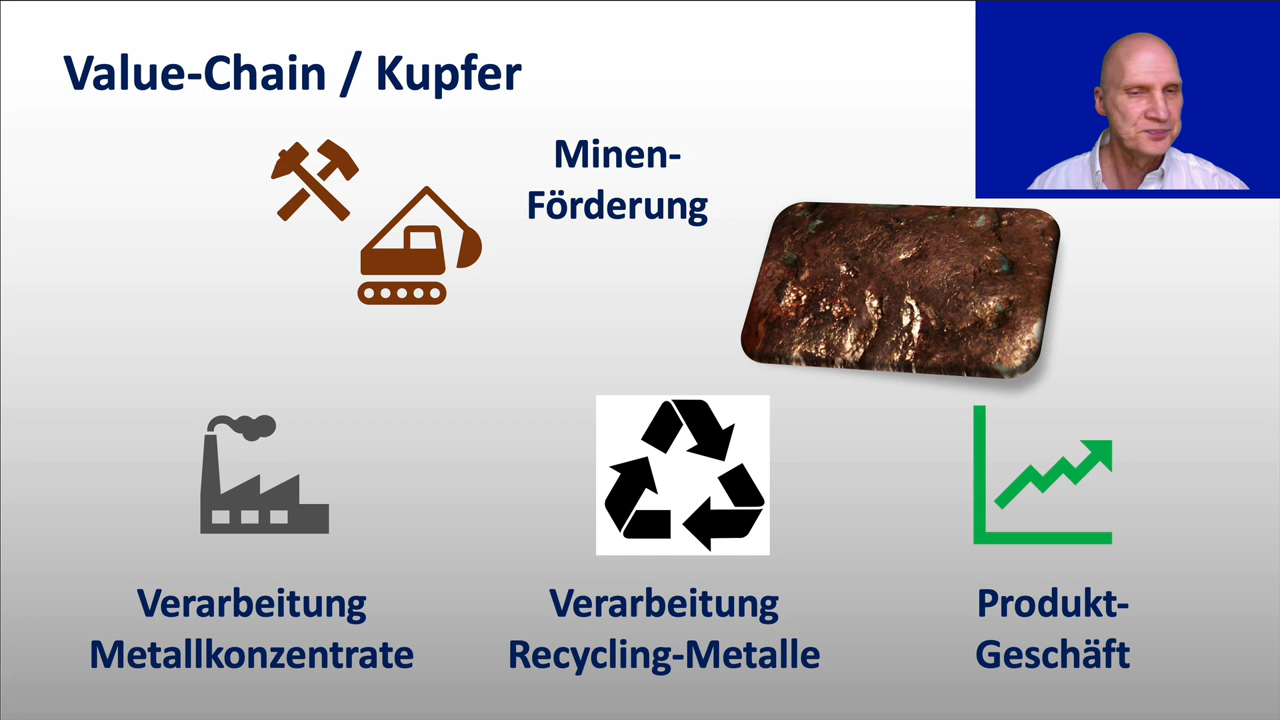 Value-Chain / Kupfer
Minen-
Förderung
Verarbeitung
Metallkonzentrate
Verarbeitung
Recycling-Metalle
Produkt-
Geschäft